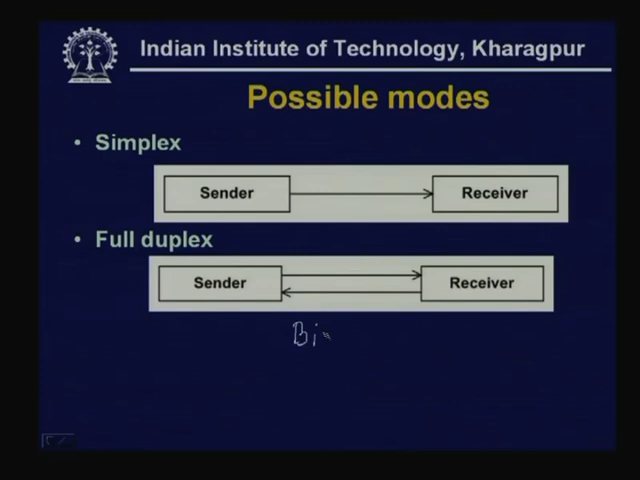 Indian Institute of Technology, Kharagpur
Possible modes
• Simplex
Sender Receiver
• Full duplex
Sender Receiver
Bi